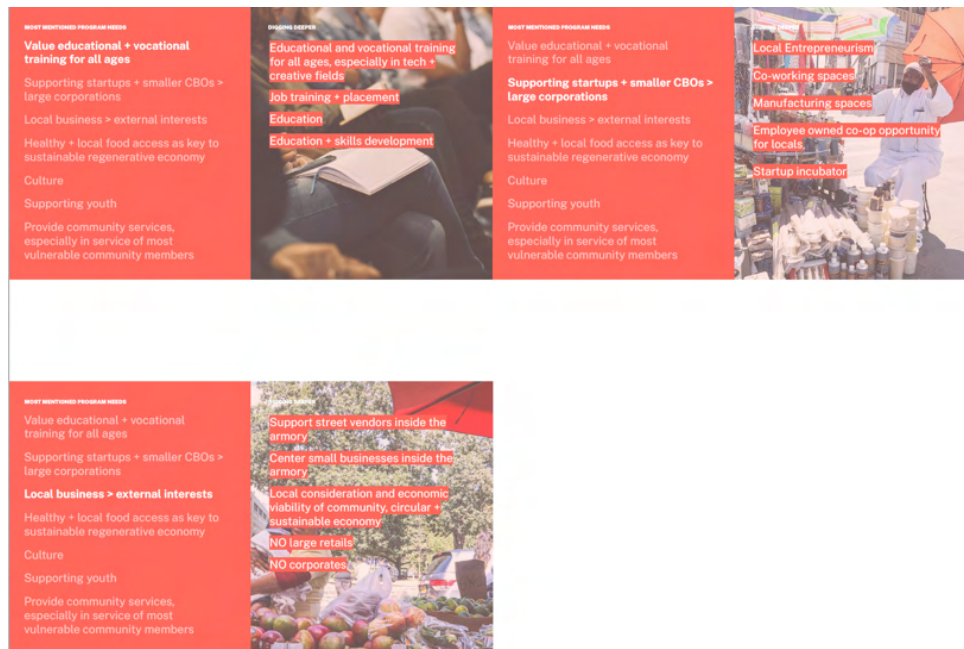 MOST MENTIONED PROGRAM NEEDS
Value educational + vocational
training for all ages
Supporting startups + smaller CBOs >
large corporations
Local business > external interests
Healthy + local food access as key to
sustainable regenerative economy
Culture
Supporting youth
Provide community services,
especially in service of most
vulnerable community members
DIGGING DEEPER
Educational and vocational training
for all ages, especially in tech +
creative fields
Job training + placement
Education
Education + skills development
MOST MENTIONED PROGRAM NEEDS
Value educational + vocational
training for all ages
Supporting startups + smaller CBOs >
large corporations
Local business > external interests
Healthy + local food access as key to
sustainable regenerative economy
Culture
Supporting youth
Provide community services,
especially in service of most
vulnerable community members
DIGGING DEEPER
Local Entrepreneurism
Co-working spaces
Manufacturing spaces
Employee owned co-op opportunity
for locals
Startup incubator
MOST MENTIONED PROGRAM NEEDS
Value educational + vocational
training for all ages
Supporting startups + smaller CBOs >
large corporations
Local business > external interests
Healthy + local food access as key to
sustainable regenerative economy
Culture
Supporting youth
Provide community services,
especially in service of most
vulnerable community members
DIGGING DEEPER
Support street vendors inside the
armory
Center small businesses inside the
armory
Local consideration and economic
viability of community, circular +
sustainable economy
NO large retails
NO corporates